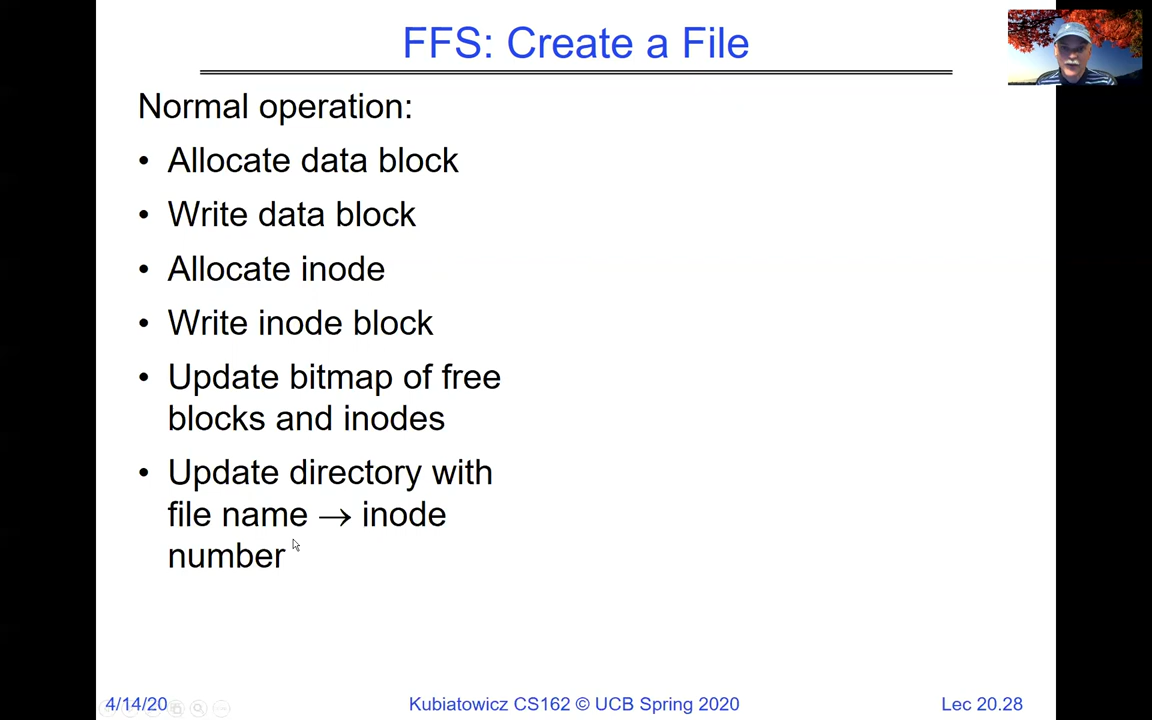 FFS: Create a File
Normal operation:
• Allocate data block
• Write data block
• Allocate inode
• Write inode block
• Update bitmap of free
blocks and inodes
• Update directory with
file name → inode
number
4/14/20
Kubiatowicz CS162 © UCB Spring 2020
Lec 20.28